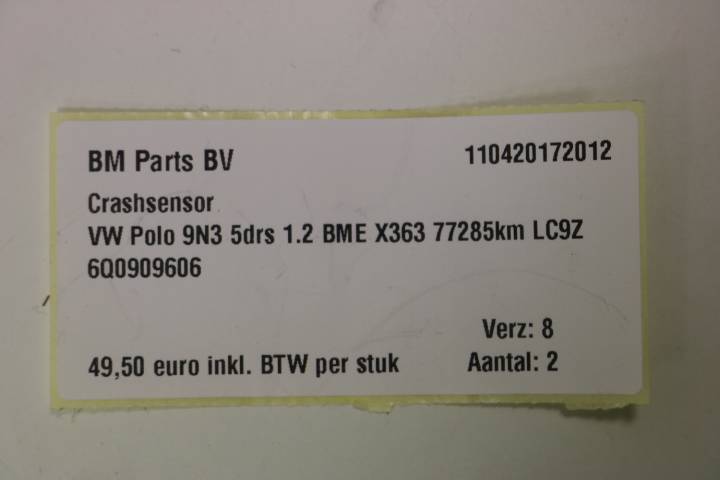 BM Parts BV 110420172012
Crashsensor
VW Polo 9N3 5drs 1.2 BME X363 77285km LC9Z
6Q0909606
Verz: 8
49,50 euro inkl. BTW per stuk Aantal: 2